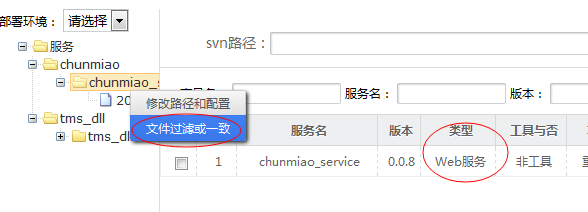 部署环境：
请选择
svn路径：
服务
chunmiao
chunmiao_s
20
tms_dll
tms_dl
修改路径和配置
文件过滤或一致
服务名：
版本：
服务名 版本 类型 工具与否
1 chunmiao_service 0.0.8 Web服务 非工具